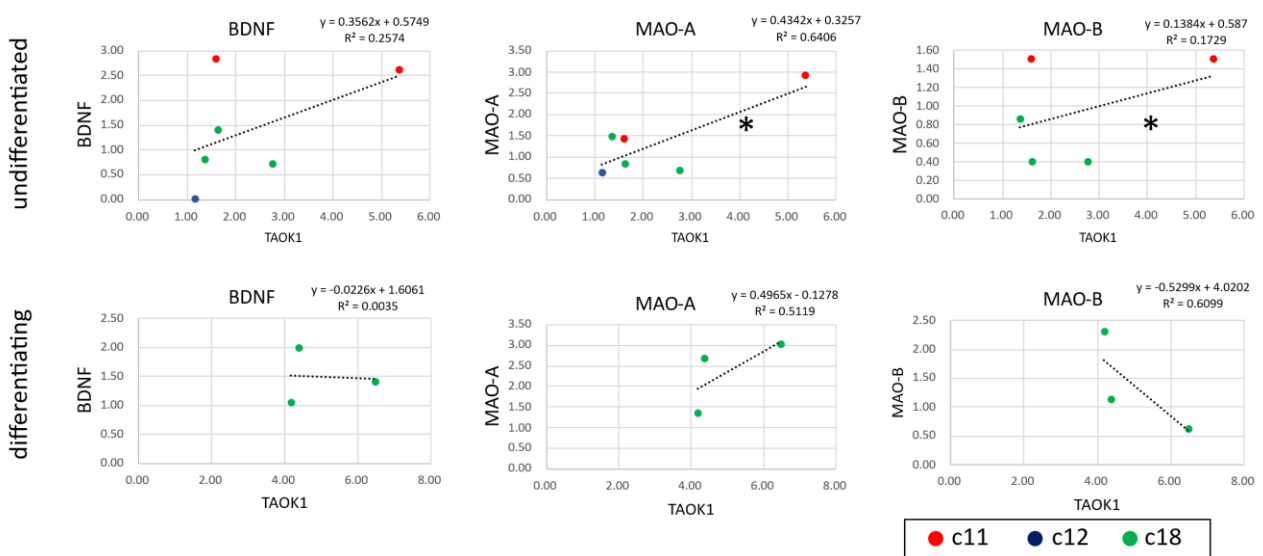 undifferentiated
BDNF
y = 0.3562x + 0.5749
R² = 0.2574
BDNF
3.00
2.50
2.00
1.50
1.00
0.50
0.00
0.00 1.00 2.00 3.00 4.00 5.00 6.00
TAOK1
MAO-A
y = 0.4342x + 0.3257
R² = 0.6406
MAO-A
3.50
3.00
2.50
2.00
1.50
1.00
0.50
0.00
*
0.00 1.00 2.00 3.00 4.00 5.00 6.00
TAOK1
MAO-B
y = 0.1384x + 0.587
R² = 0.1729
MAO-B
1.60
1.40
1.20
1.00
0.80
0.60
0.40
0.20
0.00
*
0.00 1.00 2.00 3.00 4.00 5.00 6.00
TAOK1
differentiating
BDNF
y = -0.0226x + 1.6061
R² = 0.0035
BDNF
2.50
2.00
1.50
1.00
0.50
0.00
0.00 2.00 4.00 6.00 8.00
TAOK1
MAO-A
y = 0.4965x - 0.1278
R² = 0.5119
MAO-A
3.50
3.00
2.50
2.00
1.50
1.00
0.50
0.00
0.00 2.00 4.00 6.00 8.00
TAOK1
MAO-B
y = -0.5299x + 4.0202
R² = 0.6099
MAO-B
2.50
2.00
1.50
1.00
0.50
0.00
0.00 2.00 4.00 6.00 8.00
TAOK1
c11 c12 c18